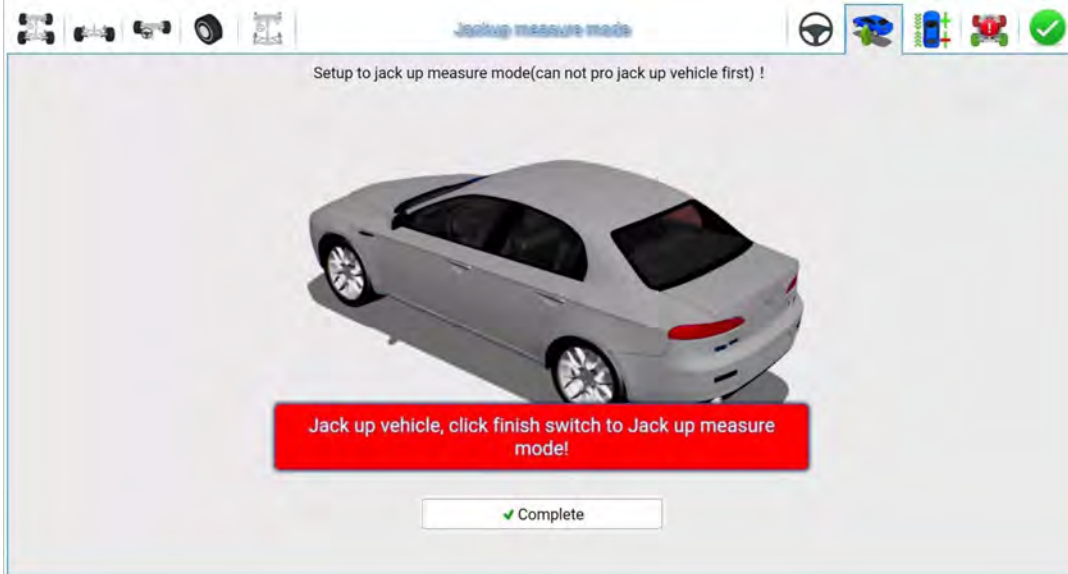 Jackup measure mode
Setup to jack up measure mode(can not pro jack up vehicle first) !
Jack up vehicle, click finish switch to Jack up measure
mode!
Complete